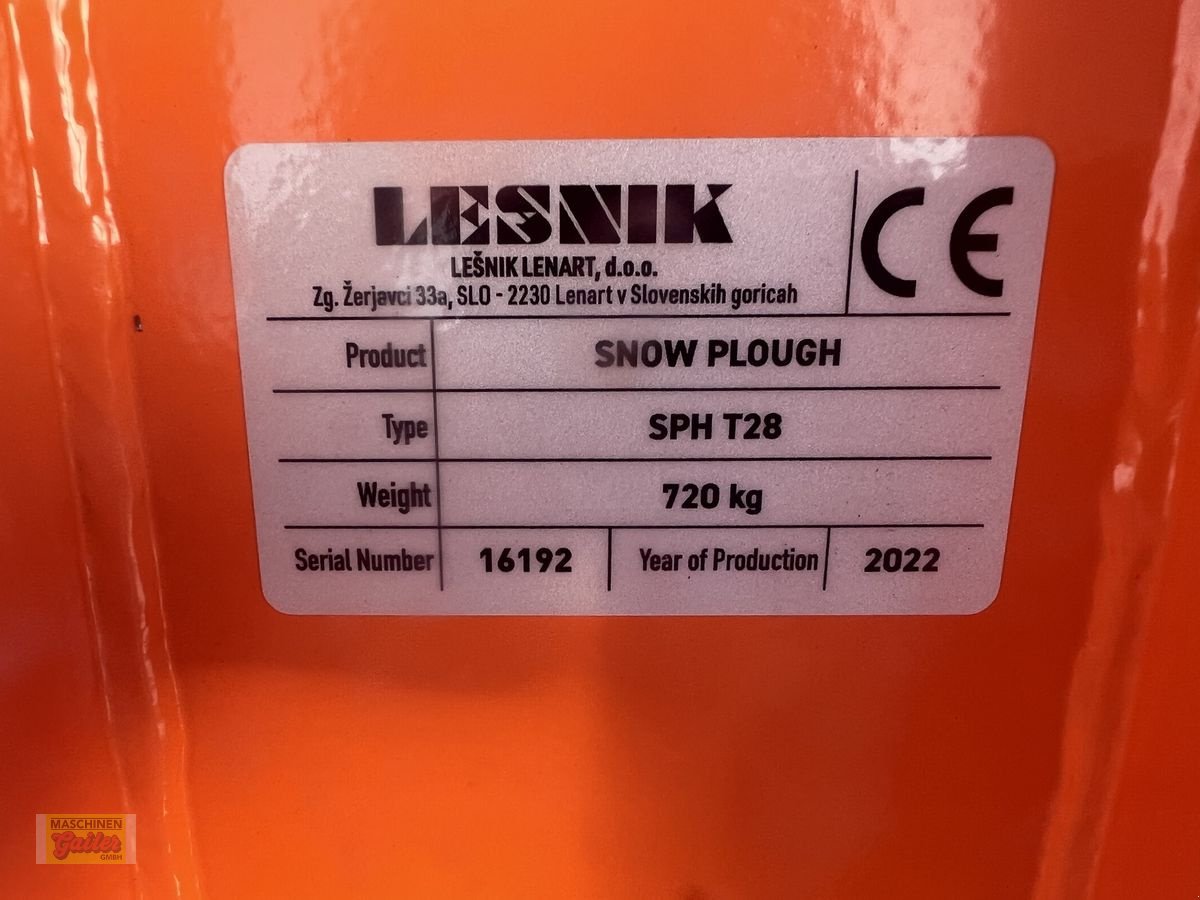 LESNIK
LEŠNIK LENART, d.o.o.
Zg. Žerjavci 33a, SLO - 2230 Lenart v Slovenskih goricah
CE
Product SNOW PLOUGH
Type SPH T28
Weight 720 kg
Serial Number 16192 Year of Production 2022
MASCHINEN
Gailer
GMBH